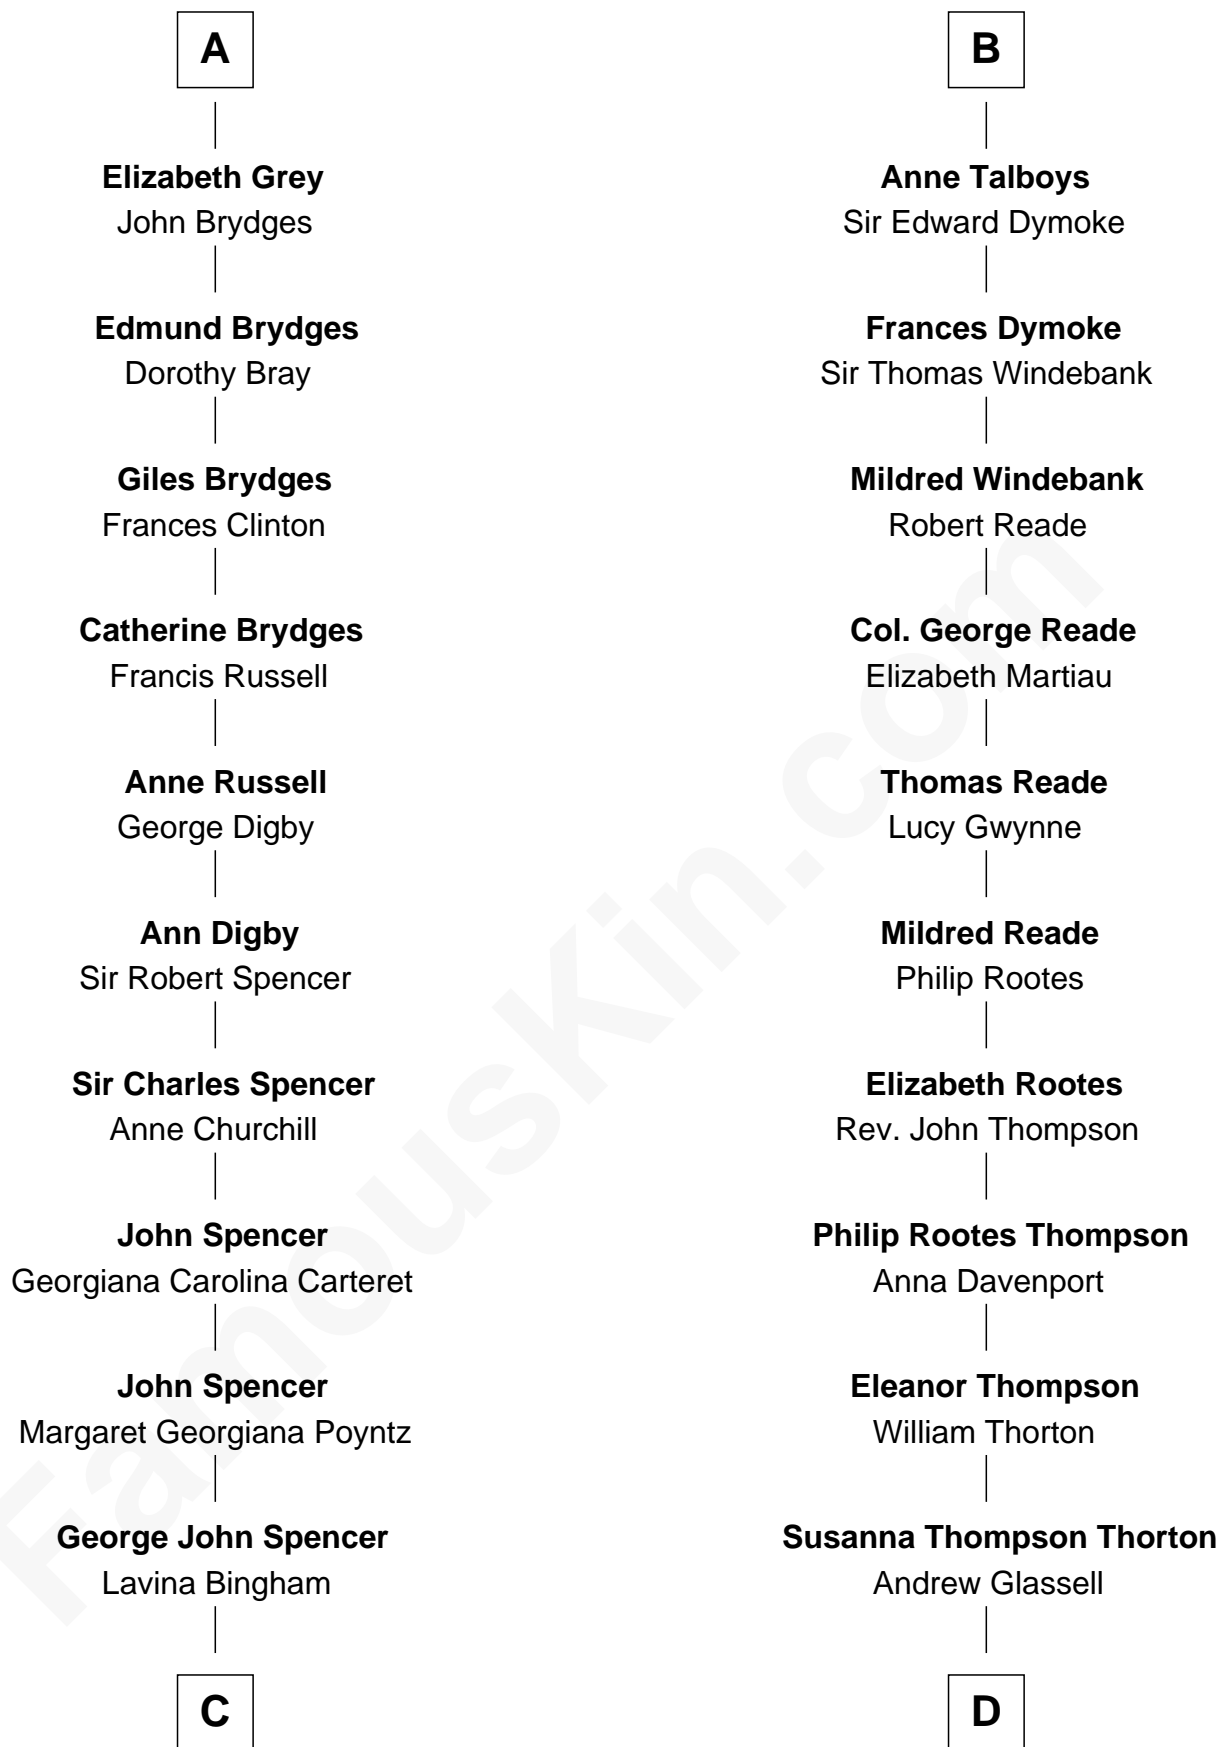 A
Elizabeth Grey
John Brydges
Edmund Brydges
Dorothy Bray
Giles Brydges
Frances Clinton
Catherine Brydges
Francis Russell
Anne Russell
George Digby
Ann Digby
Sir Robert Spencer
Sir Charles Spencer
Anne Churchill
John Spencer
Georgiana Carolina Carteret
John Spencer
Margaret Georgiana Poyntz
George John Spencer
Lavina Bingham
C
B
Anne Talboys
Sir Edward Dymoke
Frances Dymoke
Sir Thomas Windebank
Mildred Windebank
Robert Reade
Col. George Reade
Elizabeth Martiau
Thomas Reade
Lucy Gwynne
Mildred Reade
Philip Rootes
Elizabeth Rootes
Rev. John Thompson
Philip Rootes Thompson
Anna Davenport
Eleanor Thompson
William Thorton
Susanna Thompson Thorton
Andrew Glassell
D
FamousKin.com